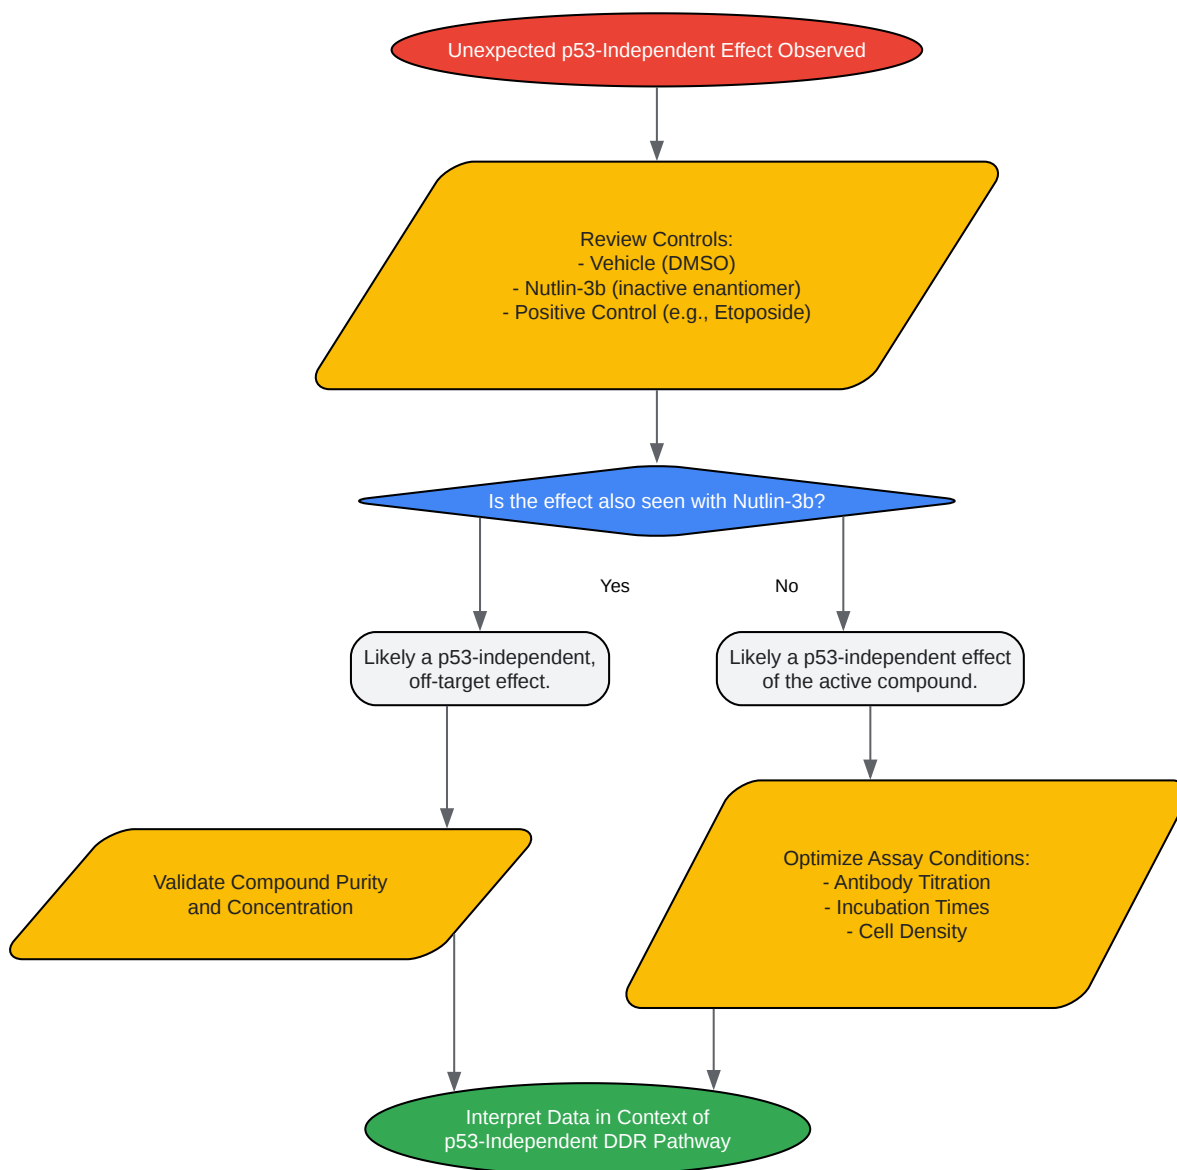 Unexpected p53-Independent Effect Observed
Review Controls:
- Vehicle (DMSO)
- Nutlin-3b (inactive enantiomer)
- Positive Control (e.g., Etoposide)
Is the effect also seen with Nutlin-3b?
Yes
No
Likely a p53-independent,
off-target effect.
Likely a p53-independent effect
of the active compound.
Validate Compound Purity
and Concentration
Optimize Assay Conditions:
- Antibody Titration
- Incubation Times
- Cell Density
Interpret Data in Context of
p53-Independent DDR Pathway